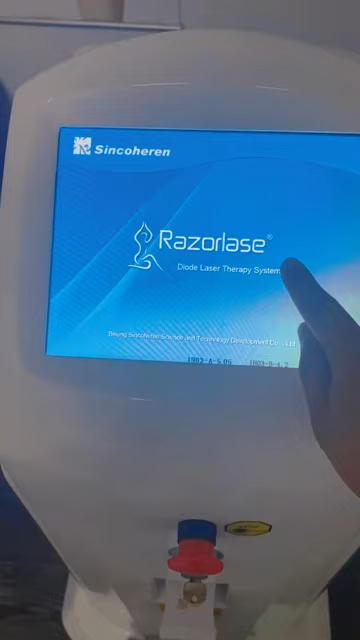 Sincoheren
Razorlase®
Diode Laser Therapy System
Beijing Sincoheren Science and Technology Development Co., Ltd